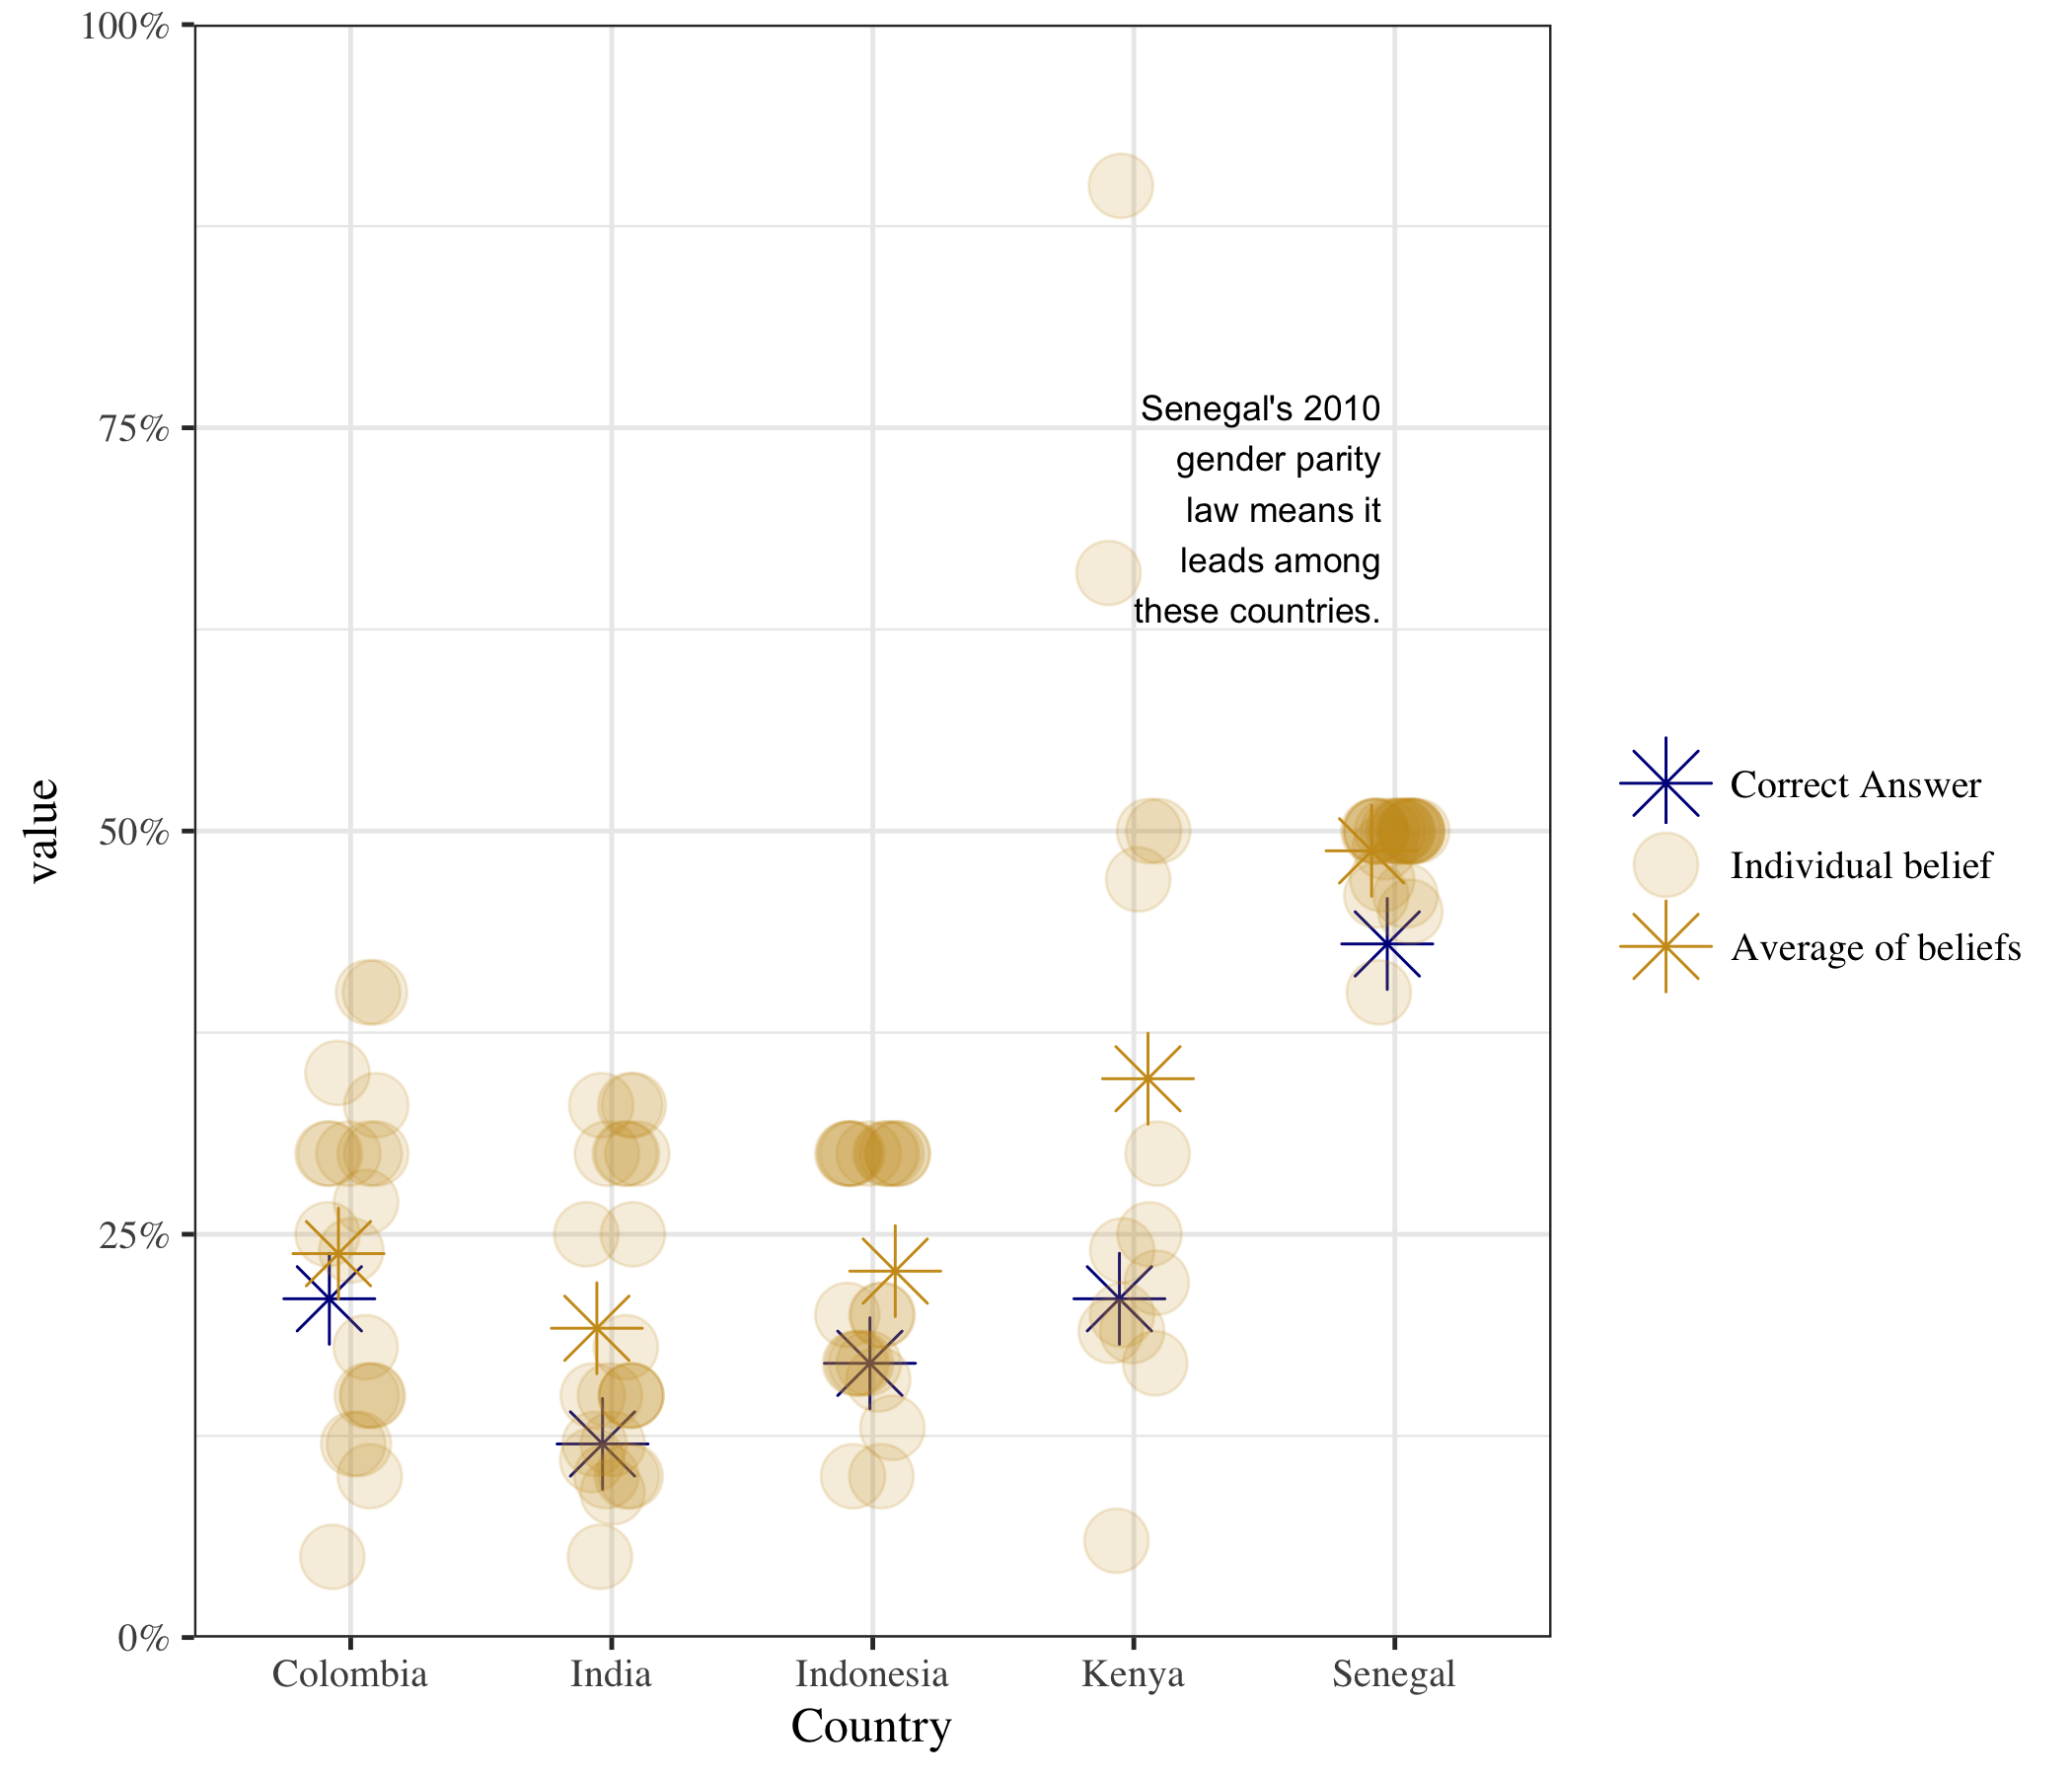 100%
75%
50%
25%
0%
value
Senegal's 2010
gender parity
law means it
leads among
these countries.
Correct Answer
Individual belief
Average of beliefs
Colombia India Indonesia Kenya Senegal
Country